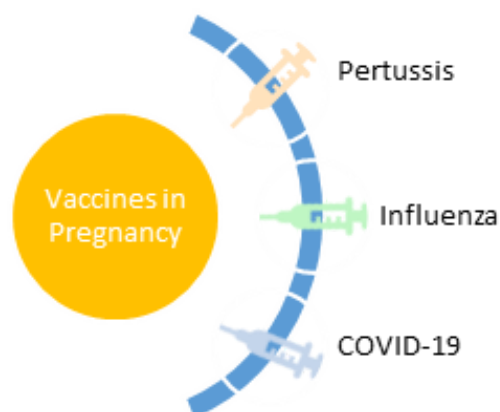 Vaccines in
Pregnancy
Pertussis
Influenza
COVID-19